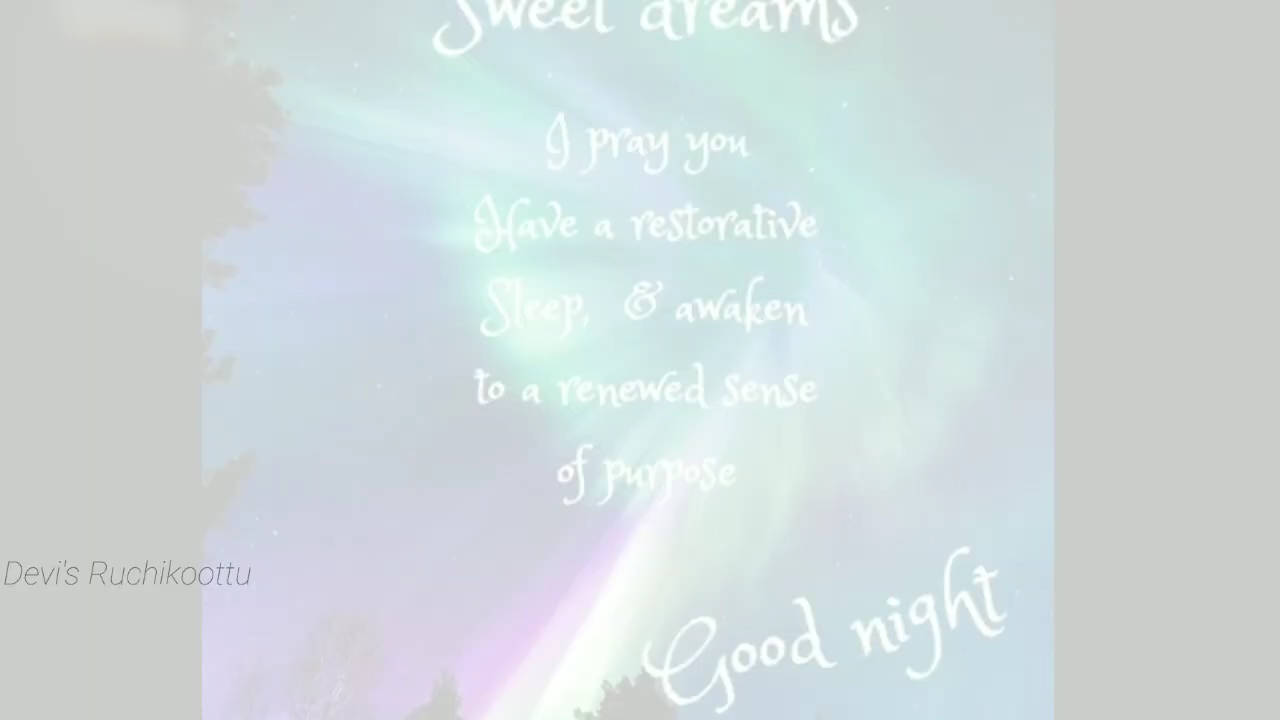 Sweet dreams
I pray you
Have a restorative
Sleep, & awaken
to a renewed sense
of purpose
Devi's Ruchikoottu
Good night